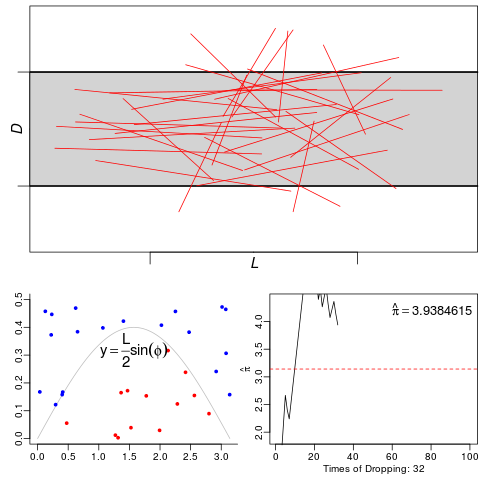 D
L
0.0 0.1 0.2 0.3 0.4 0.5
y = L/2 sin(ϕ)
0.0 0.5 1.0 1.5 2.0 2.5 3.0
π̂
2.0 2.5 3.0 3.5 4.0
π̂ = 3.9384615
0 20 40 60 80 100
Times of Dropping: 32